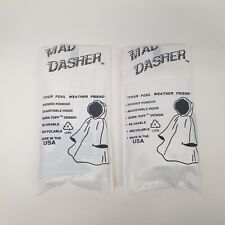 MAD
DASHER™
"YOUR FOUL WEATHER FRIEND"
• HOODED PONCHO
• ADJUSTABLE HOOD
• DURA-TUFF™ DESIGN
• RE-USABLE
• RECYCLABLE
• MADE IN THE
USA
MAD
DASHER™
"YOUR FOUL WEATHER FRIEND"
• HOODED PONCHO
• ADJUSTABLE HOOD
• DURA-TUFF™ DESIGN
• RE-USABLE
• RECYCLABLE
• MADE IN THE
USA